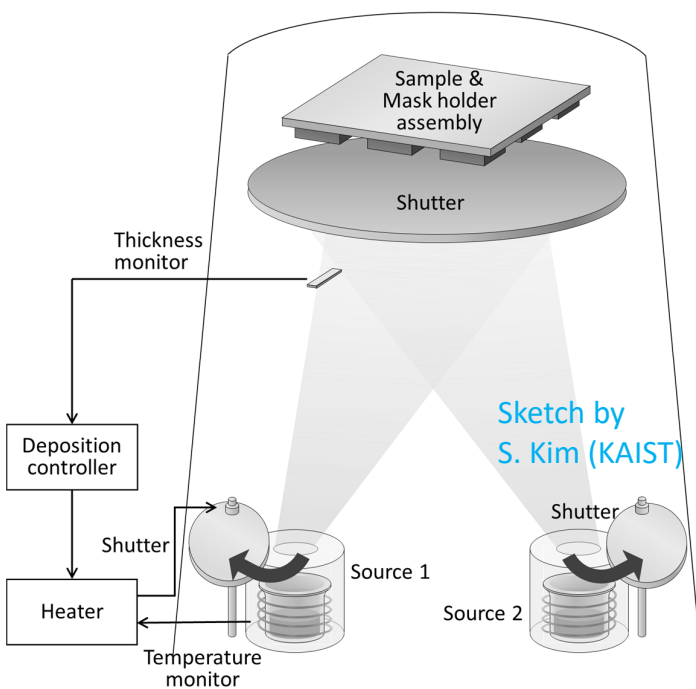 Sample &
Mask holder
assembly
Shutter
Thickness
monitor
Sketch by
S. Kim (KAIST)
Deposition
controller
Shutter
Shutter
Source 1
Heater
Source 2
Temperature
monitor